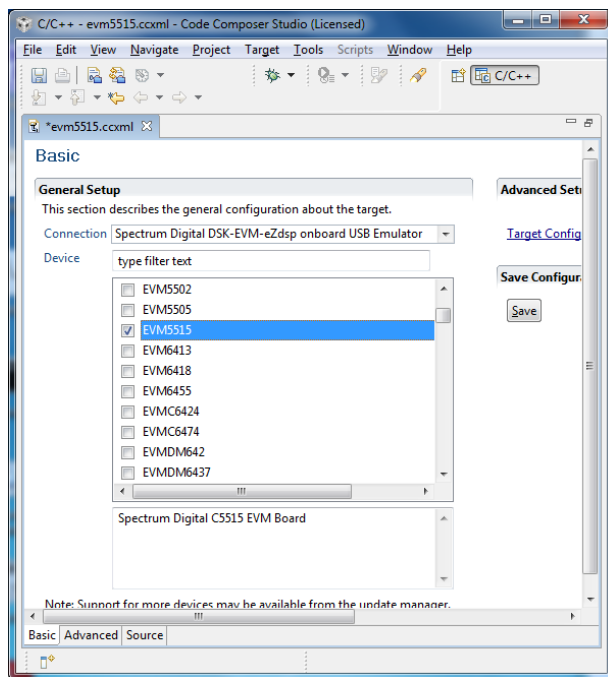 C/C++ - evm5515.ccxml - Code Composer Studio (Licensed)
File Edit View Navigate Project Target Tools Scripts Window Help
C/C++
*evm5515.ccxml
Basic
General Setup
This section describes the general configuration about the target.
Connection Spectrum Digital DSK-EVM-eZdsp onboard USB Emulator
Device type filter text
EVM5502
EVM5505
EVM5515
EVM6413
EVM6418
EVM6455
EVMC6424
EVMC6474
EVMDM642
EVMDM6437
Spectrum Digital C5515 EVM Board
Note: Support for more devices may be available from the update manager.
Advanced Setu
Target Config
Save Configur
Save
Basic Advanced Source